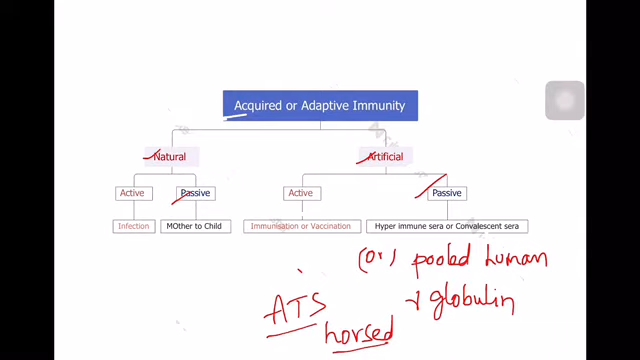 Acquired or Adaptive Immunity
Natural
Artificial
Active
Passive
Active
Passive
Infection
MOther to Child
Immunisation or Vaccination
Hyper immune sera or Convalescent sera
(or) pooled human
γ globulin
ATS
horsed